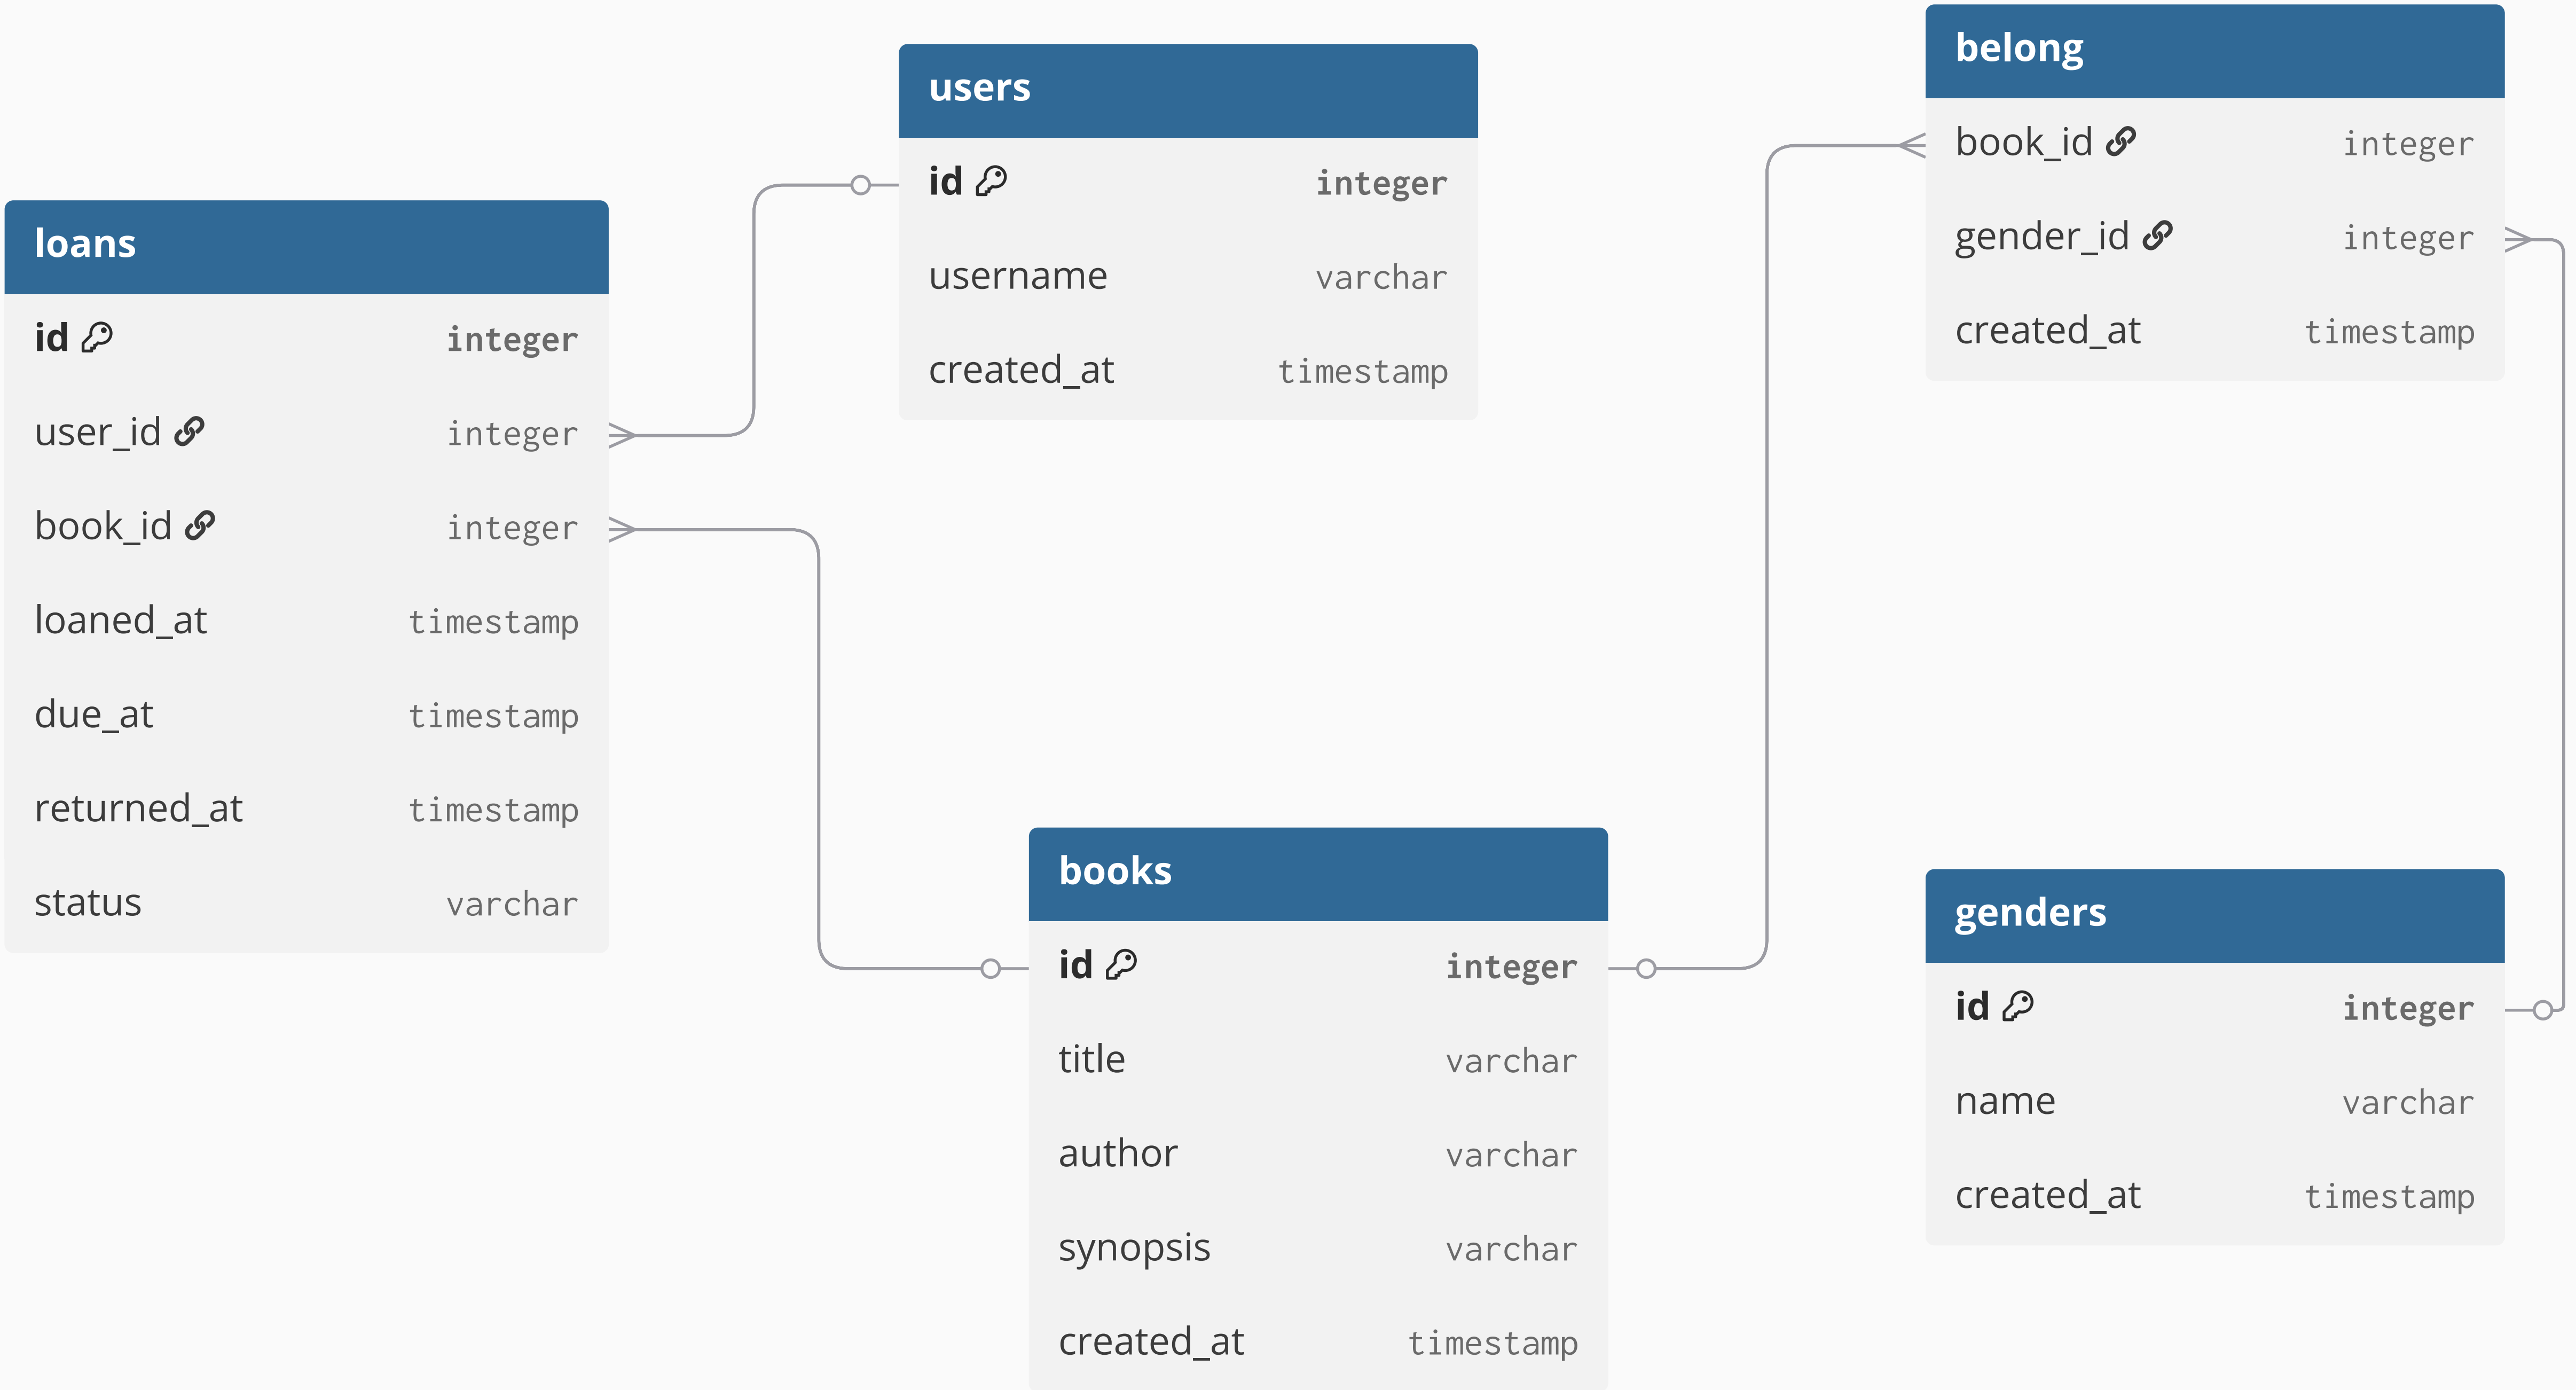 loans
id integer
user_id integer
book_id integer
loaned_at timestamp
due_at timestamp
returned_at timestamp
status varchar
users
id integer
username varchar
created_at timestamp
books
id integer
title varchar
author varchar
synopsis varchar
created_at timestamp
belong
book_id integer
gender_id integer
created_at timestamp
genders
id integer
name varchar
created_at timestamp